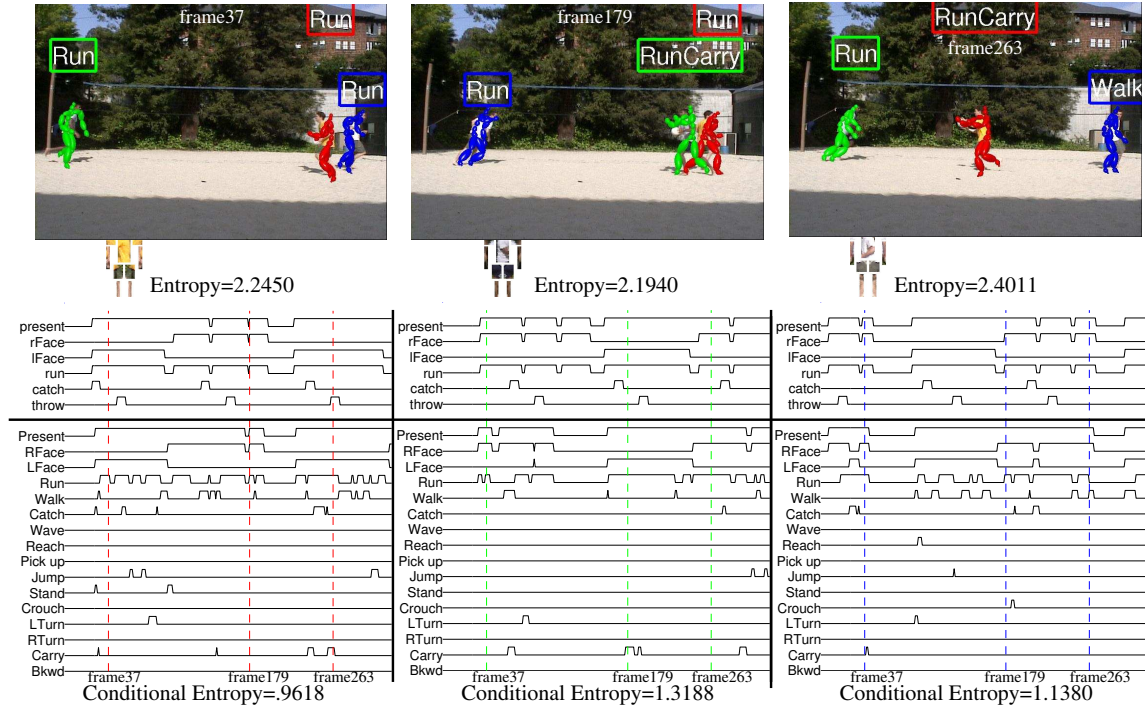 frame37
Run
Run
Run
frame179
Run
RunCarry
Run
RunCarry
frame263
Run
Walk
Entropy=2.2450
Entropy=2.1940
Entropy=2.4011
present
rFace
lFace
run
catch
throw
present
rFace
lFace
run
catch
throw
present
rFace
lFace
run
catch
throw
Present
RFace
LFace
Run
Walk
Catch
Wave
Reach
Pick up
Jump
Stand
Crouch
LTurn
RTurn
Carry
Bkwd
Present
RFace
LFace
Run
Walk
Catch
Wave
Reach
Pick up
Jump
Stand
Crouch
LTurn
RTurn
Carry
Bkwd
Present
RFace
LFace
Run
Walk
Catch
Wave
Reach
Pick up
Jump
Stand
Crouch
LTurn
RTurn
Carry
Bkwd
frame37 frame179 frame263
frame37 frame179 frame263
frame37 frame179 frame263
Conditional Entropy=.9618
Conditional Entropy=1.3188
Conditional Entropy=1.1380